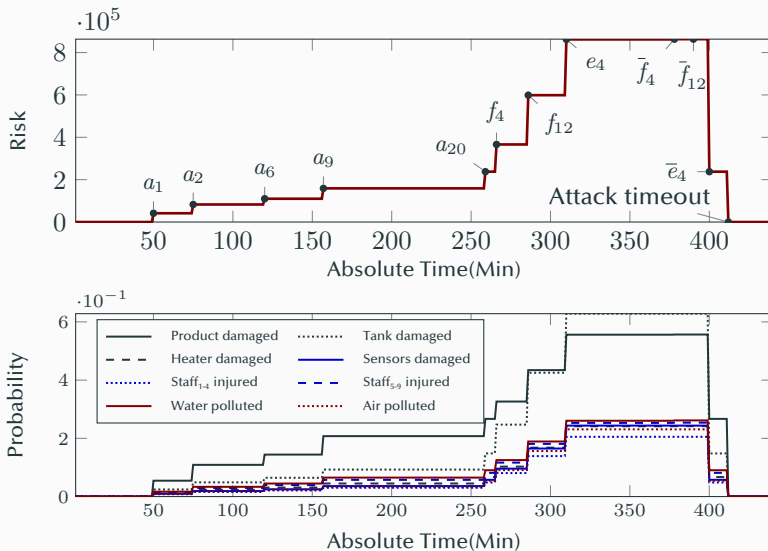 ·10⁵
8
6
4
2
0
Risk
a₁
a₂
a₆
a₉
a₂₀
f₄
f₁₂
e₄
f̄₄
f̄₁₂
ē₄
Attack timeout
50 100 150 200 250 300 350 400
Absolute Time(Min)
·10⁻¹
6
4
2
0
Probability
Product damaged Tank damaged
Heater damaged Sensors damaged
Staff₁₋₄ injured Staff₅₋₉ injured
Water polluted Air polluted
50 100 150 200 250 300 350 400
Absolute Time(Min)